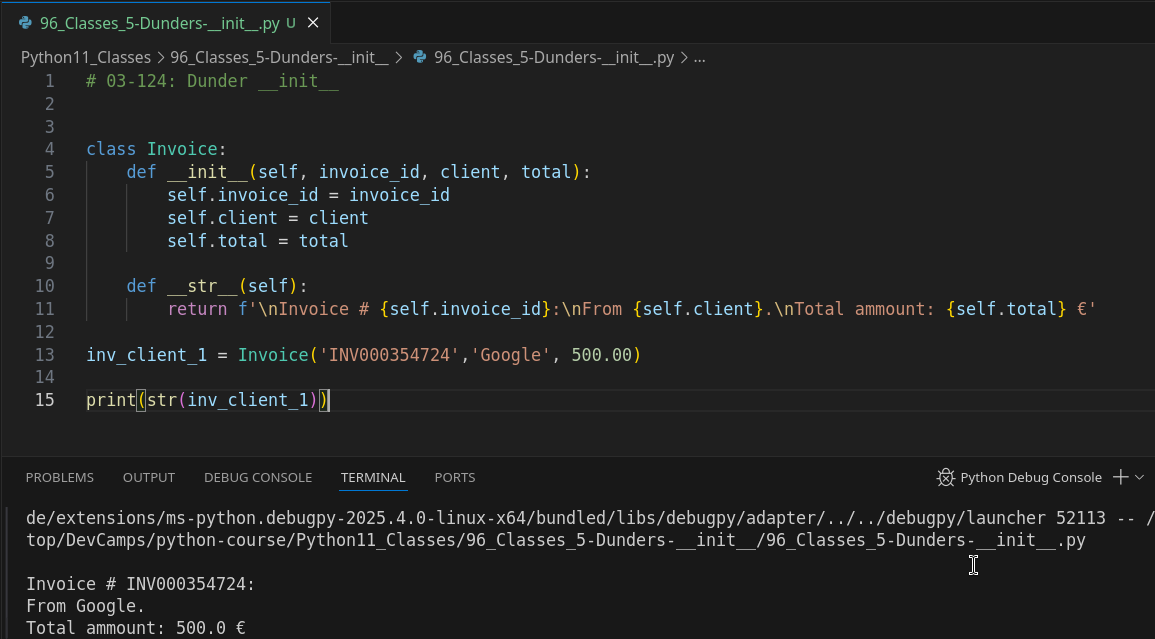 96_Classes_5-Dunders-__init__.py U
Python11_Classes > 96_Classes_5-Dunders-__init__ > 96_Classes_5-Dunders-__init__.py > ...
1 # 03-124: Dunder __init__
2
3
4 class Invoice:
5     def __init__(self, invoice_id, client, total):
6         self.invoice_id = invoice_id
7         self.client = client
8         self.total = total
9
10     def __str__(self):
11         return f'\nInvoice # {self.invoice_id}:\nFrom {self.client}.\nTotal ammount: {self.total} €'
12
13 inv_client_1 = Invoice('INV000354724','Google', 500.00)
14
15 print(str(inv_client_1))
PROBLEMS OUTPUT DEBUG CONSOLE TERMINAL PORTS Python Debug Console
de/extensions/ms-python.debugpy-2025.4.0-linux-x64/bundled/libs/debugpy/adapter/../../debugpy/launcher 52113 -- /
top/DevCamps/python-course/Python11_Classes/96_Classes_5-Dunders-__init__/96_Classes_5-Dunders-__init__.py
Invoice # INV000354724:
From Google.
Total ammount: 500.0 €